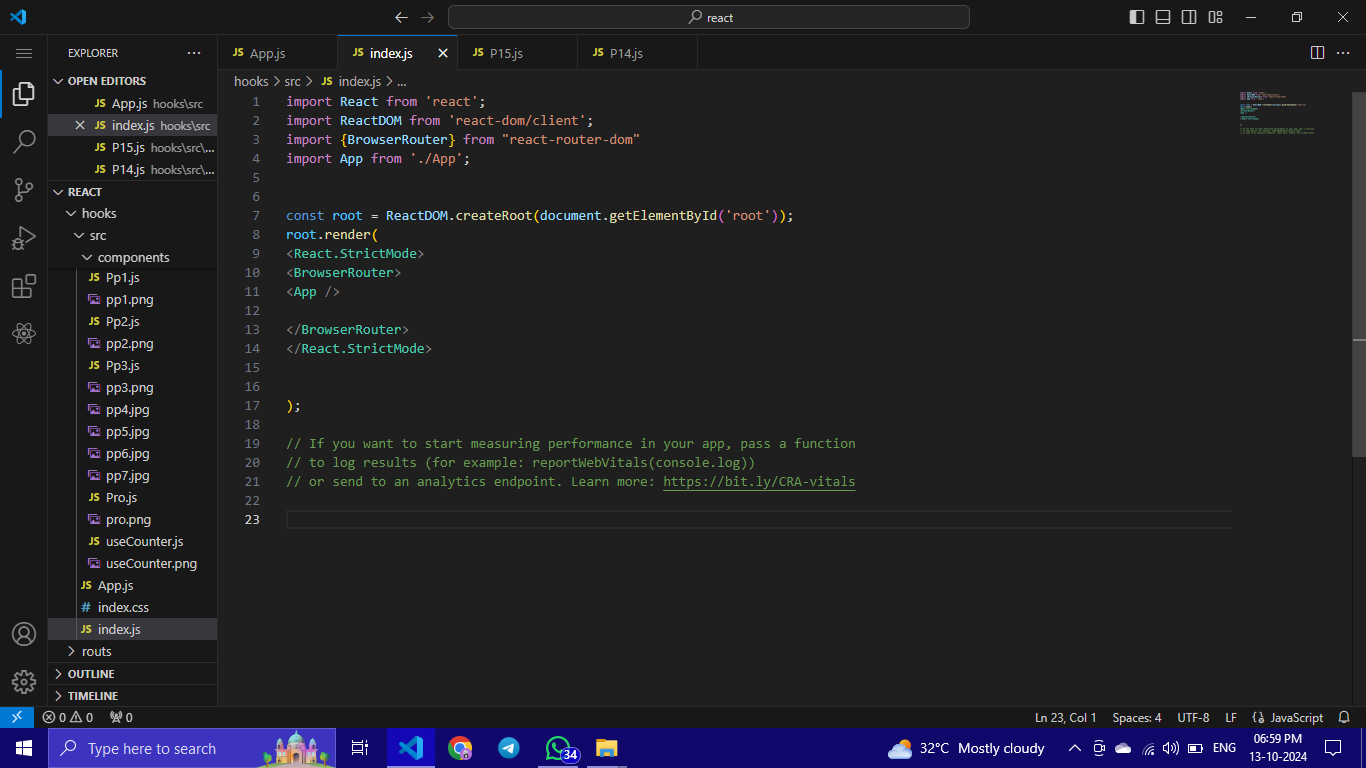 react
EXPLORER
OPEN EDITORS
JS App.js hooks\src
JS index.js hooks\src
JS P15.js hooks\src\...
JS P14.js hooks\src\...
REACT
hooks
src
components
JS Pp1.js
pp1.png
JS Pp2.js
pp2.png
JS Pp3.js
pp3.png
pp4.jpg
pp5.jpg
pp6.jpg
pp7.jpg
JS Pro.js
pro.png
JS useCounter.js
useCounter.png
JS App.js
# index.css
JS index.js
routs
OUTLINE
TIMELINE
JS App.js
JS index.js
JS P15.js
JS P14.js
hooks > src > JS index.js > ...
1 import React from 'react';
2 import ReactDOM from 'react-dom/client';
3 import {BrowserRouter} from "react-router-dom"
4 import App from './App';
5
6
7 const root = ReactDOM.createRoot(document.getElementById('root'));
8 root.render(
9 <React.StrictMode>
10 <BrowserRouter>
11 <App />
12
13 </BrowserRouter>
14 </React.StrictMode>
15
16
17 );
18
19 // If you want to start measuring performance in your app, pass a function
20 // to log results (for example: reportWebVitals(console.log))
21 // or send to an analytics endpoint. Learn more: https://bit.ly/CRA-vitals
22
23
0 0 0
Ln 23, Col 1 Spaces: 4 UTF-8 LF {} JavaScript
Type here to search
34
32°C Mostly cloudy
ENG
06:59 PM
13-10-2024